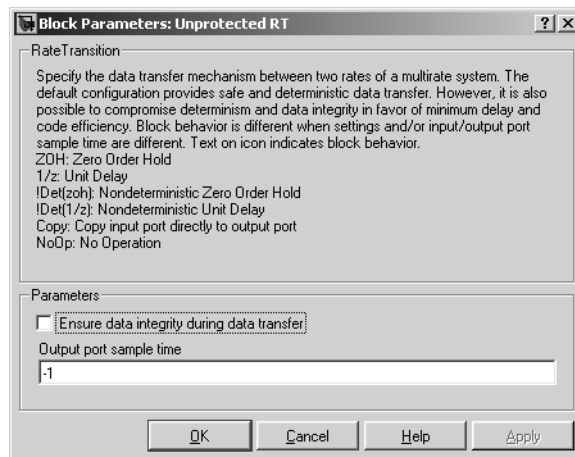 Block Parameters: Unprotected RT
? ×
RateTransition
Specify the data transfer mechanism between two rates of a multirate system. The
default configuration provides safe and deterministic data transfer. However, it is also
possible to compromise determinism and data integrity in favor of minimum delay and
code efficiency. Block behavior is different when settings and/or input/output port
sample time are different. Text on icon indicates block behavior.
ZOH: Zero Order Hold
1/z: Unit Delay
!Det(zoh): Nondeterministic Zero Order Hold
!Det(1/z): Nondeterministic Unit Delay
Copy: Copy input port directly to output port
NoOp: No Operation
Parameters
Ensure data integrity during data transfer
Output port sample time
-1
OK Cancel Help Apply